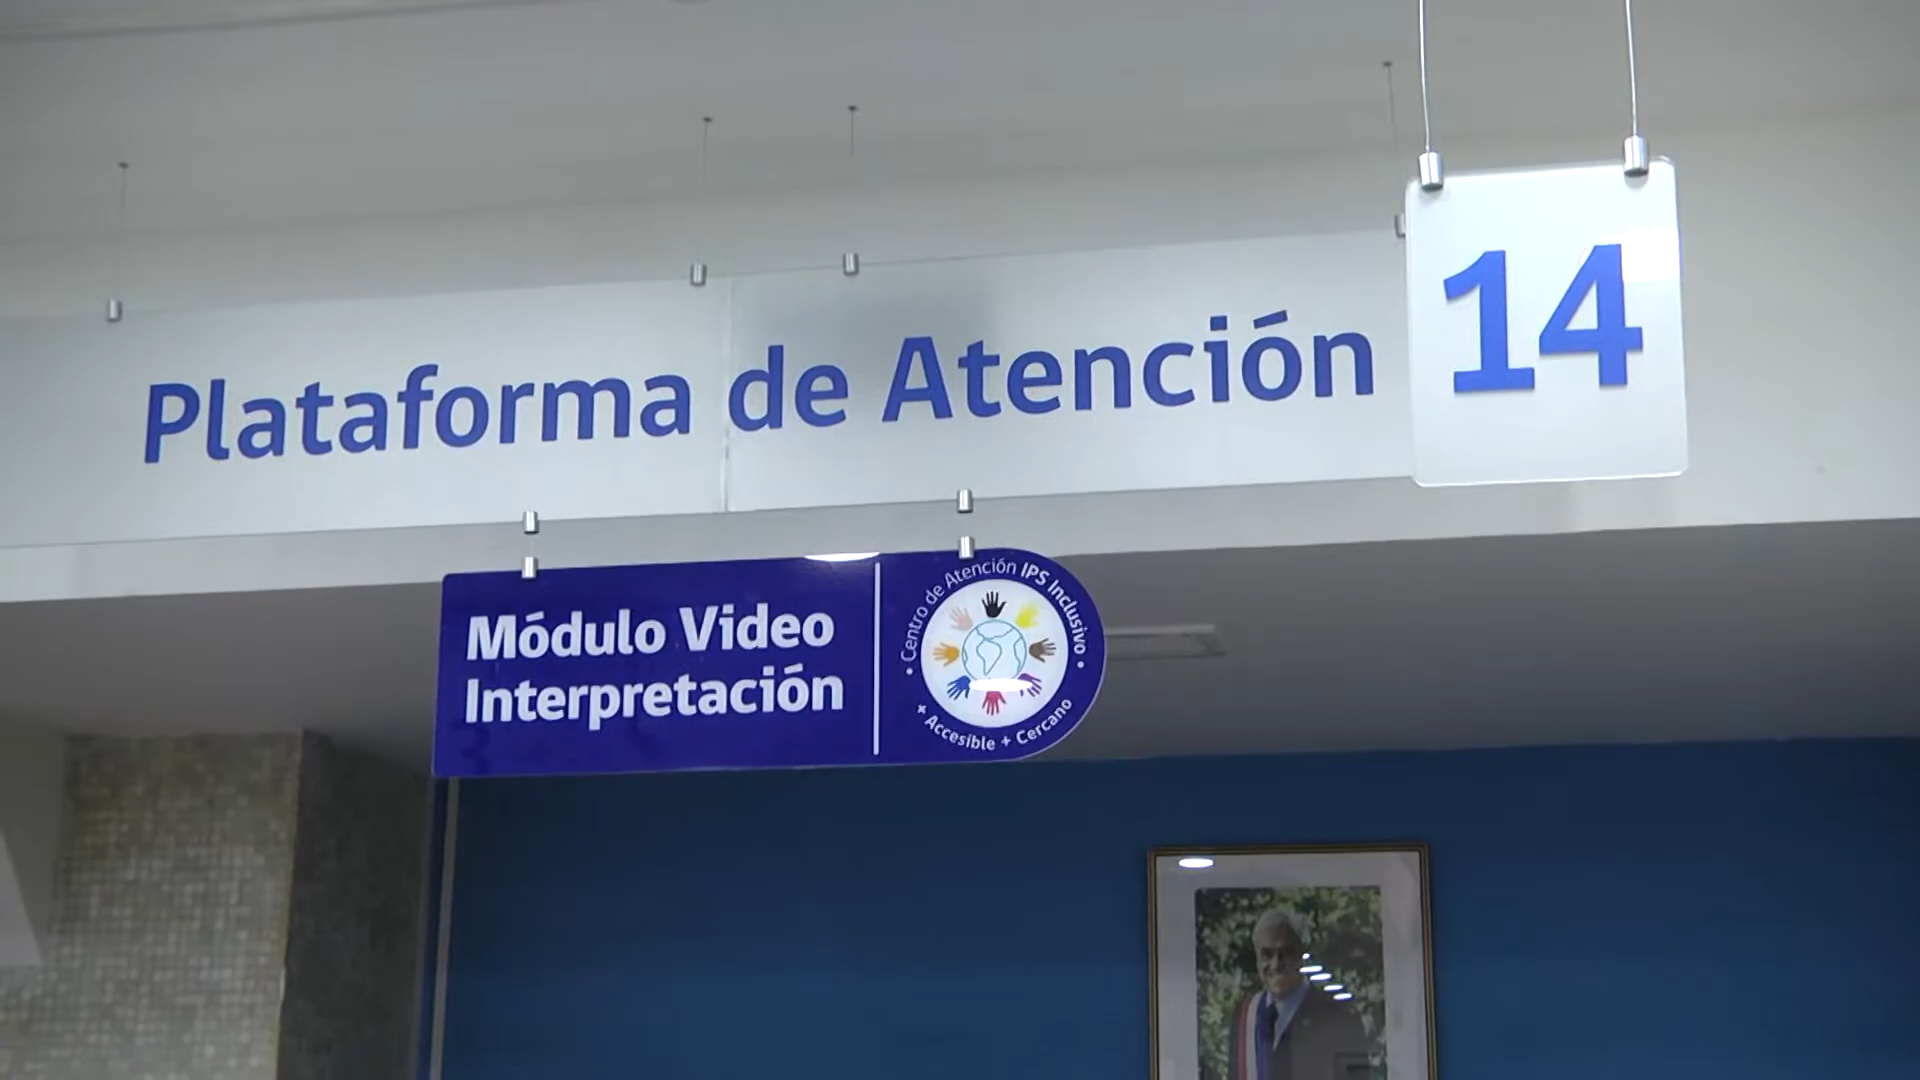 Plataforma de Atención
14
Módulo Video
Interpretación
• Centro de Atención IPS Inclusivo •
+ Accesible + Cercano